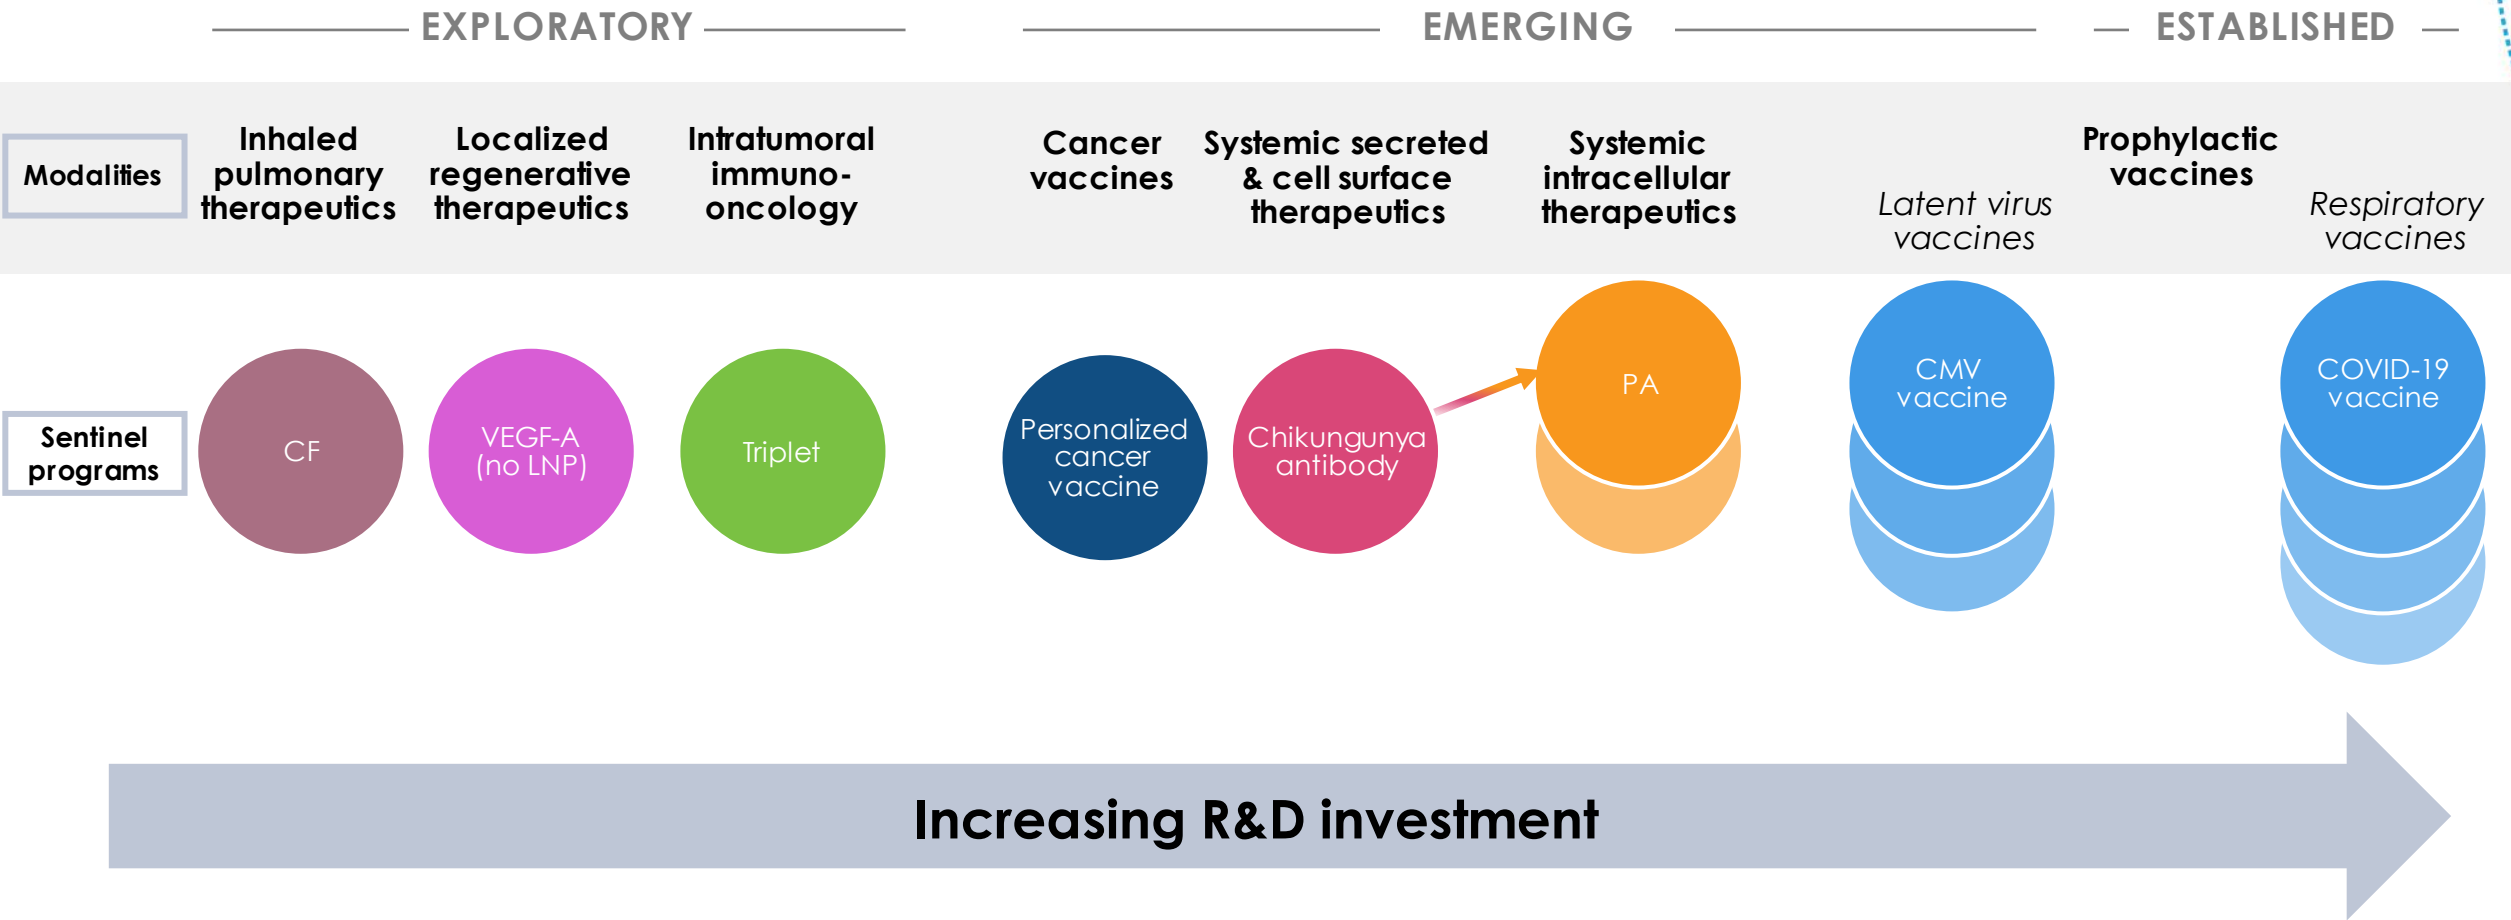 EXPLORATORY
EMERGING
ESTABLISHED
Modalities
Inhaled
pulmonary
therapeutics
Localized
regenerative
therapeutics
Intratumoral
immuno-
oncology
Cancer
vaccines
Systemic secreted
& cell surface
therapeutics
Systemic
intracellular
therapeutics
Prophylactic
vaccines
Latent virus
vaccines
Respiratory
vaccines
Sentinel
programs
CF
VEGF-A
(no LNP)
Triplet
Personalized
cancer
vaccine
Chikungunya
antibody
PA
CMV
vaccine
COVID-19
vaccine
Increasing R&D investment